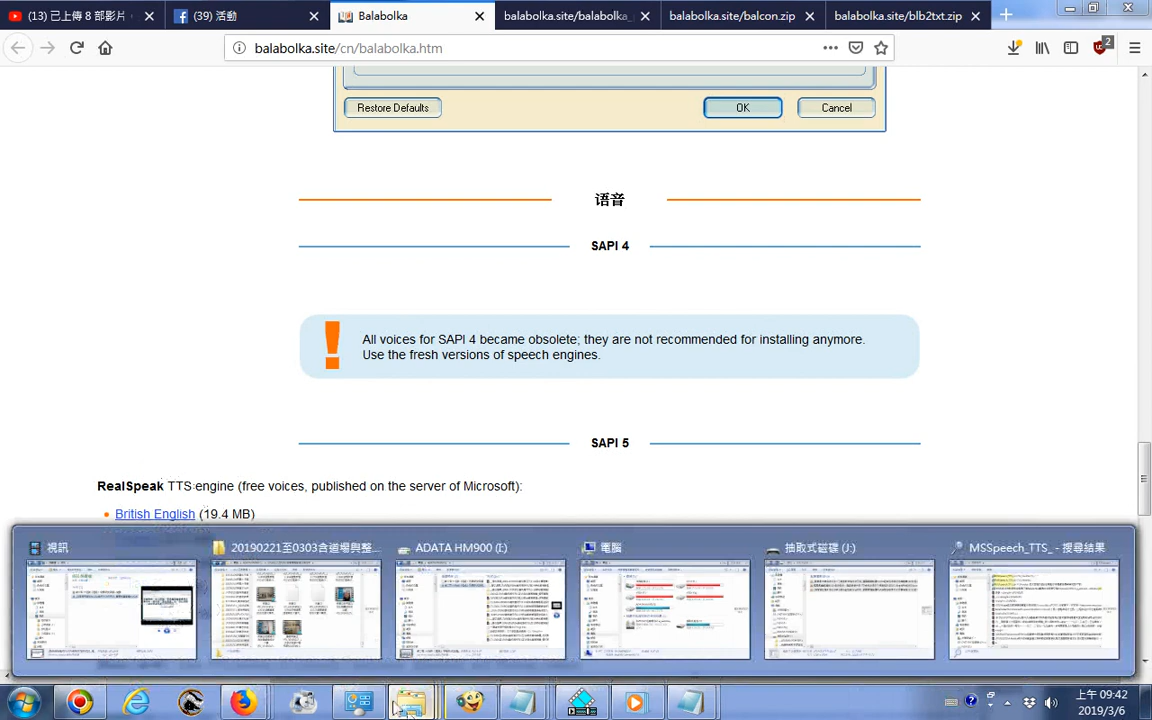 (13) 已上傳 8 部影片
(39) 活動
Balabolka
balabolka.site/balabolka_
balabolka.site/balcon.zip
balabolka.site/blb2txt.zip
balabolka.site/cn/balabolka.htm
2
Restore Defaults
OK
Cancel
语音
SAPI 4
All voices for SAPI 4 became obsolete; they are not recommended for installing anymore.
Use the fresh versions of speech engines.
SAPI 5
RealSpeak TTS engine (free voices, published on the server of Microsoft):
British English (19.4 MB)
視訊
20190221至0303含道場與整...
ADATA HM900 (I:)
電腦
抽取式磁碟 (J:)
MSSpeech_TTS_ - 搜尋結果
上午 09:42
2019/3/6